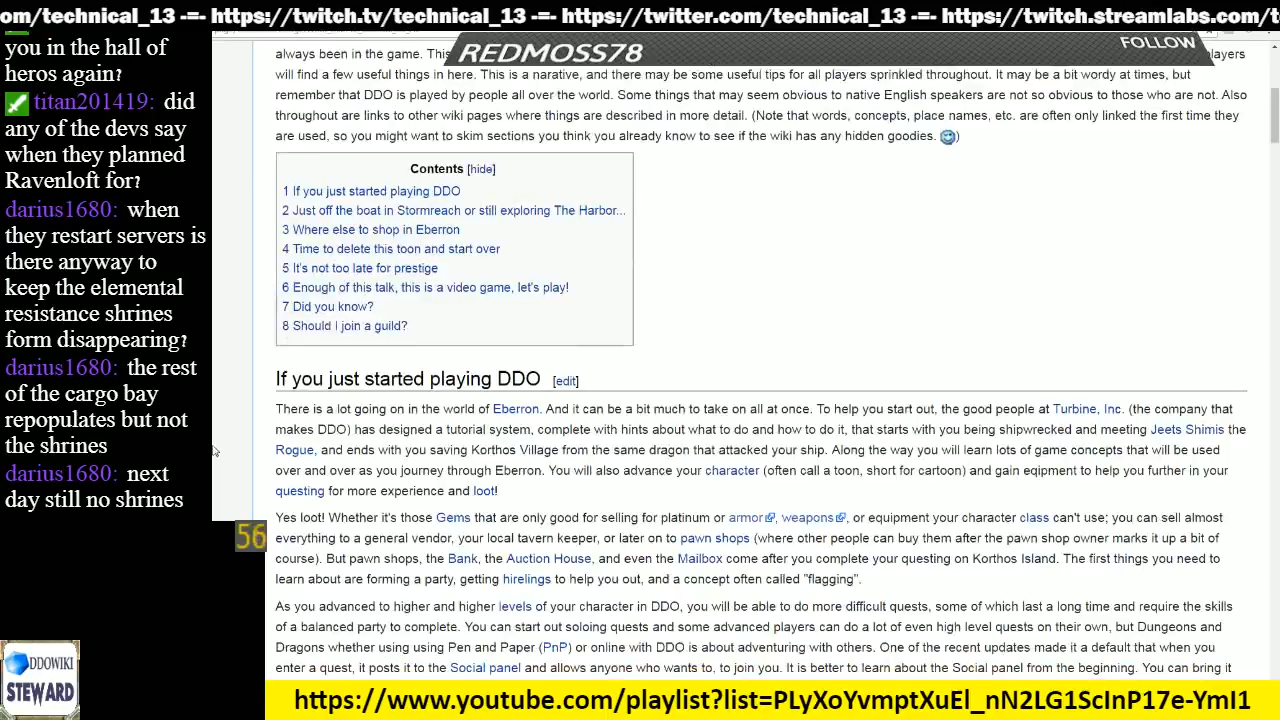 om/technical_13 -=- https://twitch.tv/technical_13 -=- https://twitter.com/technical_13 -=- https://twitch.streamlabs.com/t
you in the hall of
heros again?
titan201419: did
any of the devs say
when they planned
Ravenloft for?
darius1680: when
they restart servers is
there anyway to
keep the elemental
resistance shrines
form disappearing?
darius1680: the rest
of the cargo bay
repopulates but not
the shrines
darius1680: next
day still no shrines
56
DDOWIKI
STEWARD
REDMOSS78
FOLLOW
always been in the game. This players
will find a few useful things in here. This is a narative, and there may be some useful tips for all players sprinkled throughout. It may be a bit wordy at times, but
remember that DDO is played by people all over the world. Some things that may seem obvious to native English speakers are not so obvious to those who are not. Also
throughout are links to other wiki pages where things are described in more detail. (Note that words, concepts, place names, etc. are often only linked the first time they
are used, so you might want to skim sections you think you already know to see if the wiki has any hidden goodies. )
Contents [hide]
1 If you just started playing DDO
2 Just off the boat in Stormreach or still exploring The Harbor...
3 Where else to shop in Eberron
4 Time to delete this toon and start over
5 It's not too late for prestige
6 Enough of this talk, this is a video game, let's play!
7 Did you know?
8 Should I join a guild?
If you just started playing DDO [edit]
There is a lot going on in the world of Eberron. And it can be a bit much to take on all at once. To help you start out, the good people at Turbine, Inc. (the company that
makes DDO) has designed a tutorial system, complete with hints about what to do and how to do it, that starts with you being shipwrecked and meeting Jeets Shimis the
Rogue, and ends with you saving Korthos Village from the same dragon that attacked your ship. Along the way you will learn lots of game concepts that will be used
over and over as you journey through Eberron. You will also advance your character (often call a toon, short for cartoon) and gain eqipment to help you further in your
questing for more experience and loot!
Yes loot! Whether it's those Gems that are only good for selling for platinum or armor, weapons, or equipment your character class can't use; you can sell almost
everything to a general vendor, your local tavern keeper, or later on to pawn shops (where other people can buy them after the pawn shop owner marks it up a bit of
course). But pawn shops, the Bank, the Auction House, and even the Mailbox come after you complete your questing on Korthos Island. The first things you need to
learn about are forming a party, getting hirelings to help you out, and a concept often called "flagging".
As you advanced to higher and higher levels of your character in DDO, you will be able to do more difficult quests, some of which last a long time and require the skills
of a balanced party to complete. You can start out soloing quests and some advanced players can do a lot of even high level quests on their own, but Dungeons and
Dragons whether using using Pen and Paper (PnP) or online with DDO is about adventuring with others. One of the recent updates made it a default that when you
enter a quest, it posts it to the Social panel and allows anyone who wants to, to join you. It is better to learn about the Social panel from the beginning. You can bring it
https://www.youtube.com/playlist?list=PLyXoYvmptXuEl_nN2LG1ScInP17e-YmI1